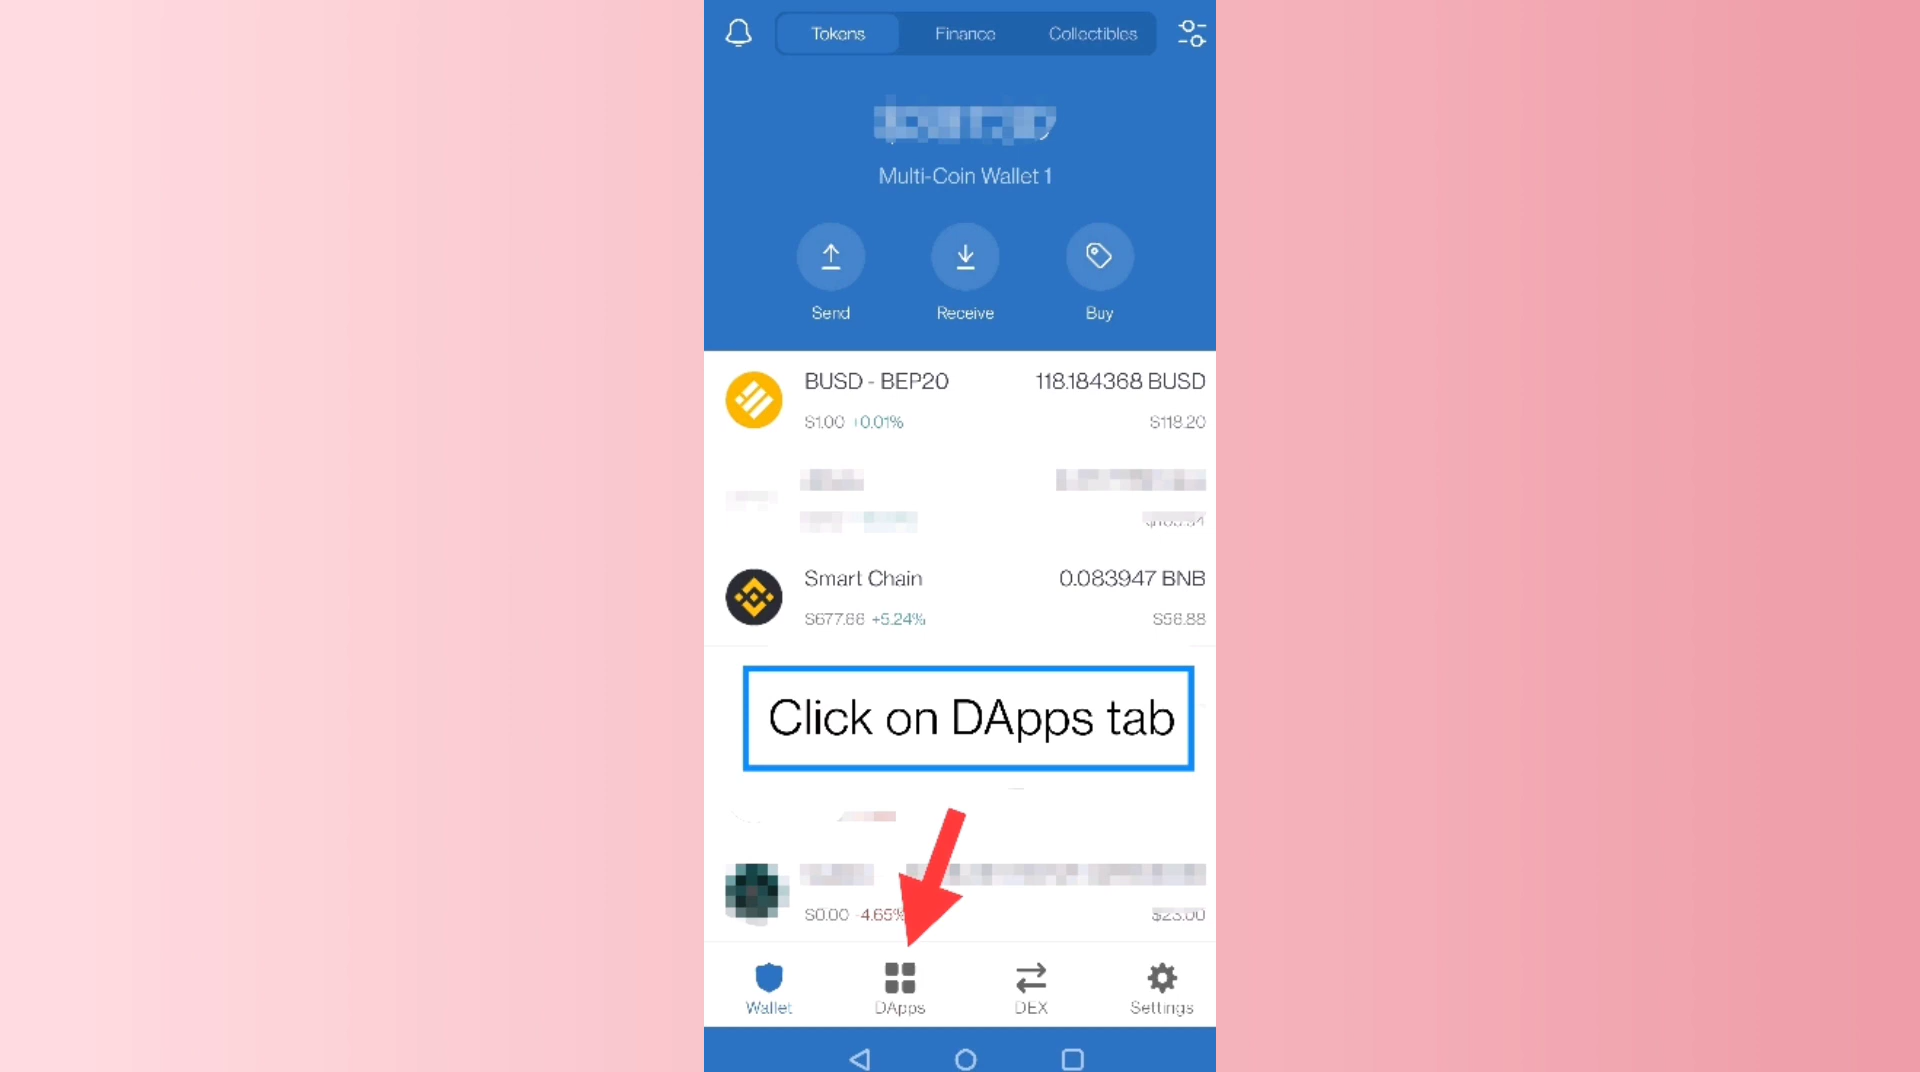 Tokens Finance Collectibles
Multi-Coin Wallet 1
Send Receive Buy
BUSD - BEP20 118.184368 BUSD
$1.00 +0.01% $118.20
Smart Chain 0.083947 BNB
$677.66 +5.24% $56.88
Click on DApps tab
$0.00 -4.65% $23.00
Wallet DApps DEX Settings